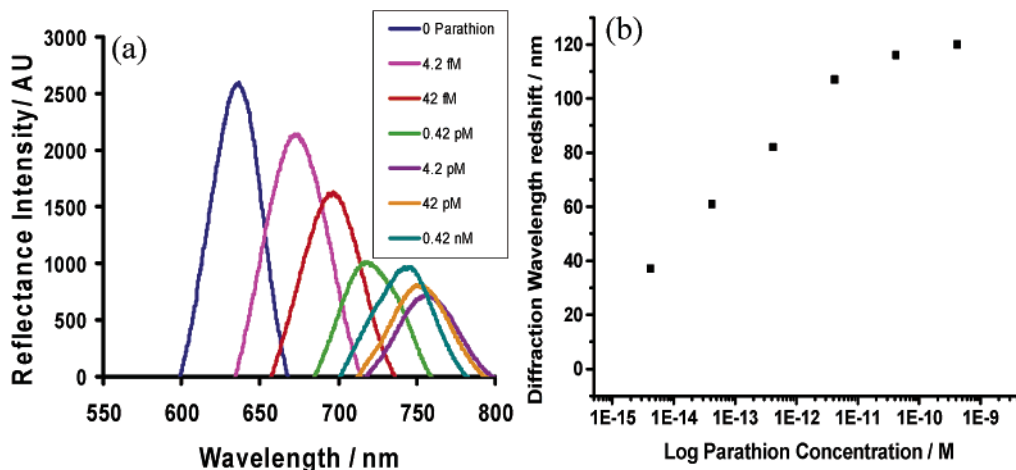 (a)
Reflectance Intensity/ AU
3000
2500
2000
1500
1000
500
0
550 600 650 700 750 800
Wavelength / nm
0 Parathion
4.2 fM
42 fM
0.42 pM
4.2 pM
42 pM
0.42 nM
(b)
Diffraction Wavelength redshift / nm
120
100
80
60
40
20
0
1E-15 1E-14 1E-13 1E-12 1E-11 1E-10 1E-9
Log Parathion Concentration / M